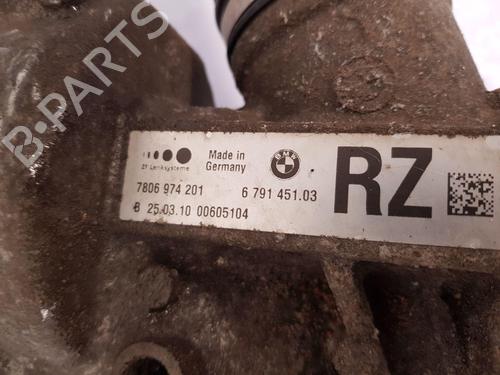 B-PARTS
ZF Lenksysteme
Made in
Germany
BMW
RZ
7806 974 201
6 791 451.03
B 25.03.10 00605104